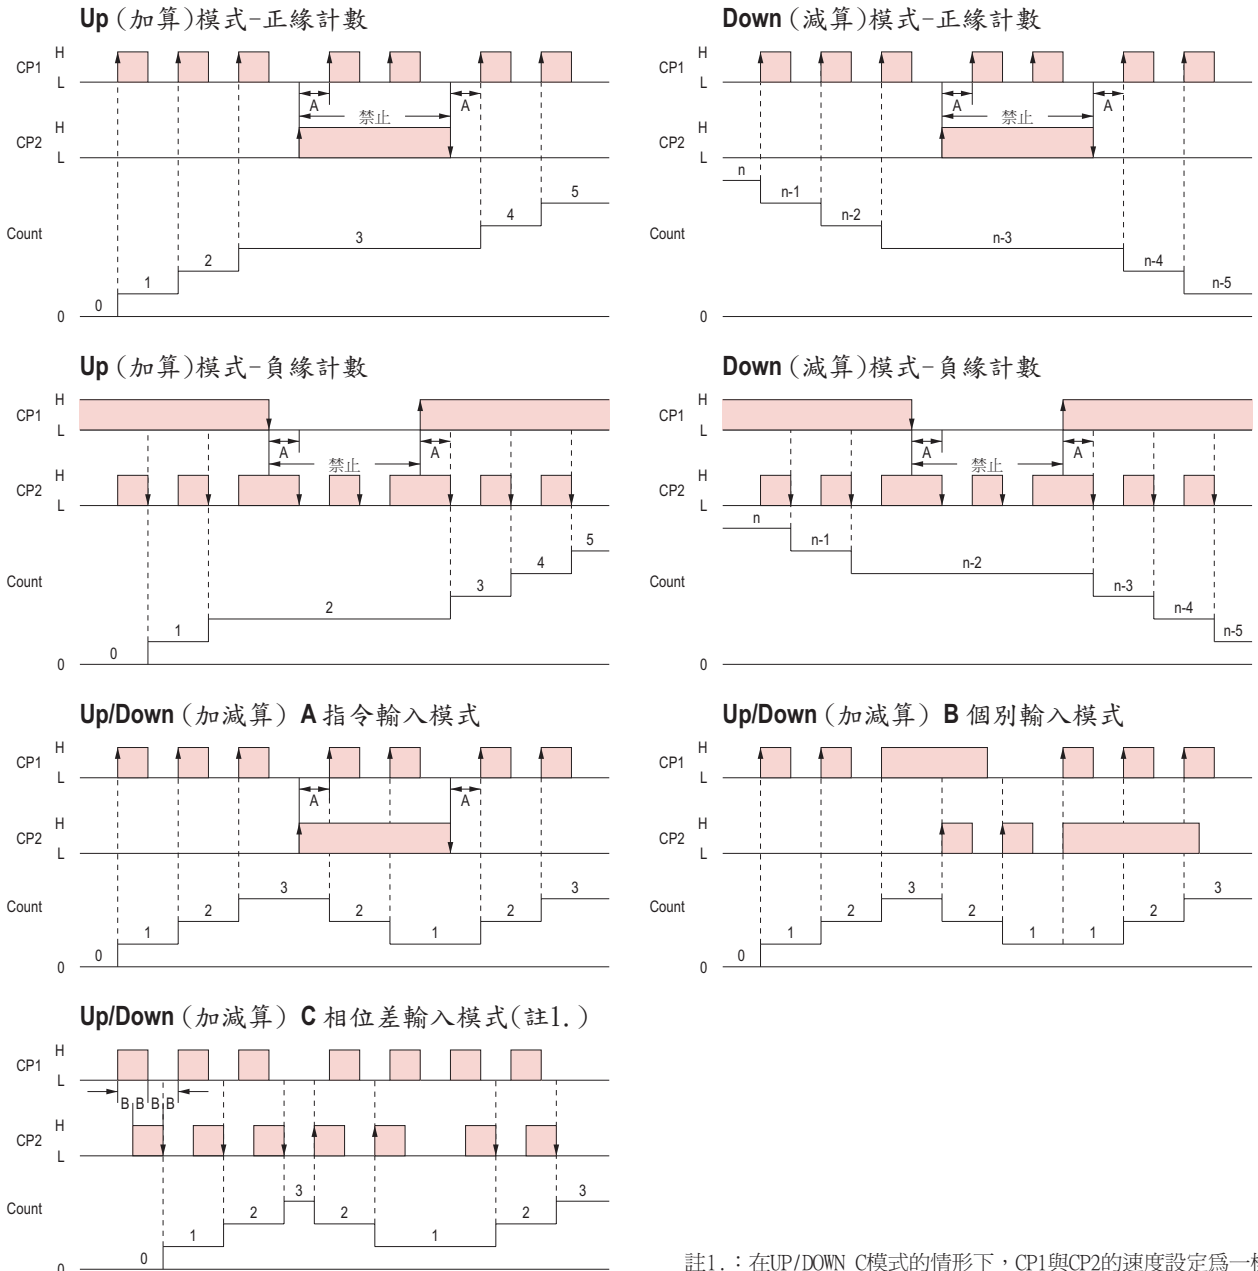 Up (加算)模式-正緣計數
H
CP1
L
A
禁止
A
H
CP2
L
Count
0
1
2
3
4
5
0
Down (減算)模式-正緣計數
H
CP1
L
A
禁止
A
H
CP2
L
Count
n
n-1
n-2
n-3
n-4
n-5
0
Up (加算)模式-負緣計數
H
CP1
L
A
禁止
A
H
CP2
L
Count
0
1
2
3
4
5
0
Down (減算)模式-負緣計數
H
CP1
L
A
禁止
A
H
CP2
L
Count
n
n-1
n-2
n-3
n-4
n-5
0
Up/Down (加減算) A 指令輸入模式
H
CP1
L
A
A
H
CP2
L
Count
0
1
2
3
2
1
2
3
0
Up/Down (加減算) B 個別輸入模式
H
CP1
L
H
CP2
L
Count
0
1
2
3
2
1
1
2
3
0
Up/Down (加減算) C 相位差輸入模式(註1.)
H
CP1
L
B B B B
H
CP2
L
Count
0
1
2
3
2
1
2
3
0
註1.：在UP/DOWN C模式的情形下，CP1與CP2的速度設定爲一